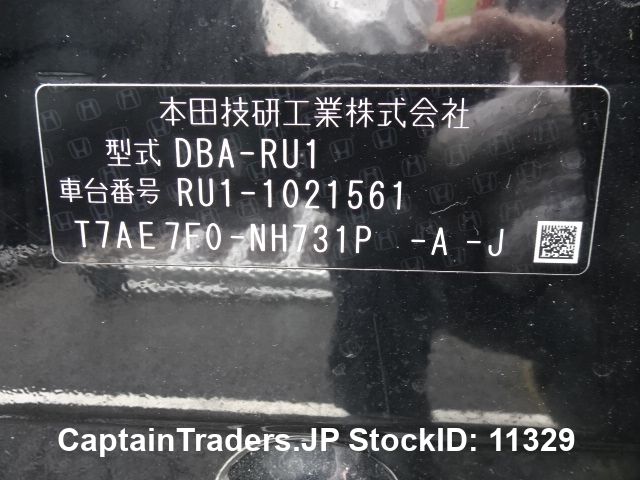 本田技研工業株式会社
型式 DBA-RU1
車台番号 RU1-1021561
T7AE7F0-NH731P -A-J
CaptainTraders.JP StockID: 11329